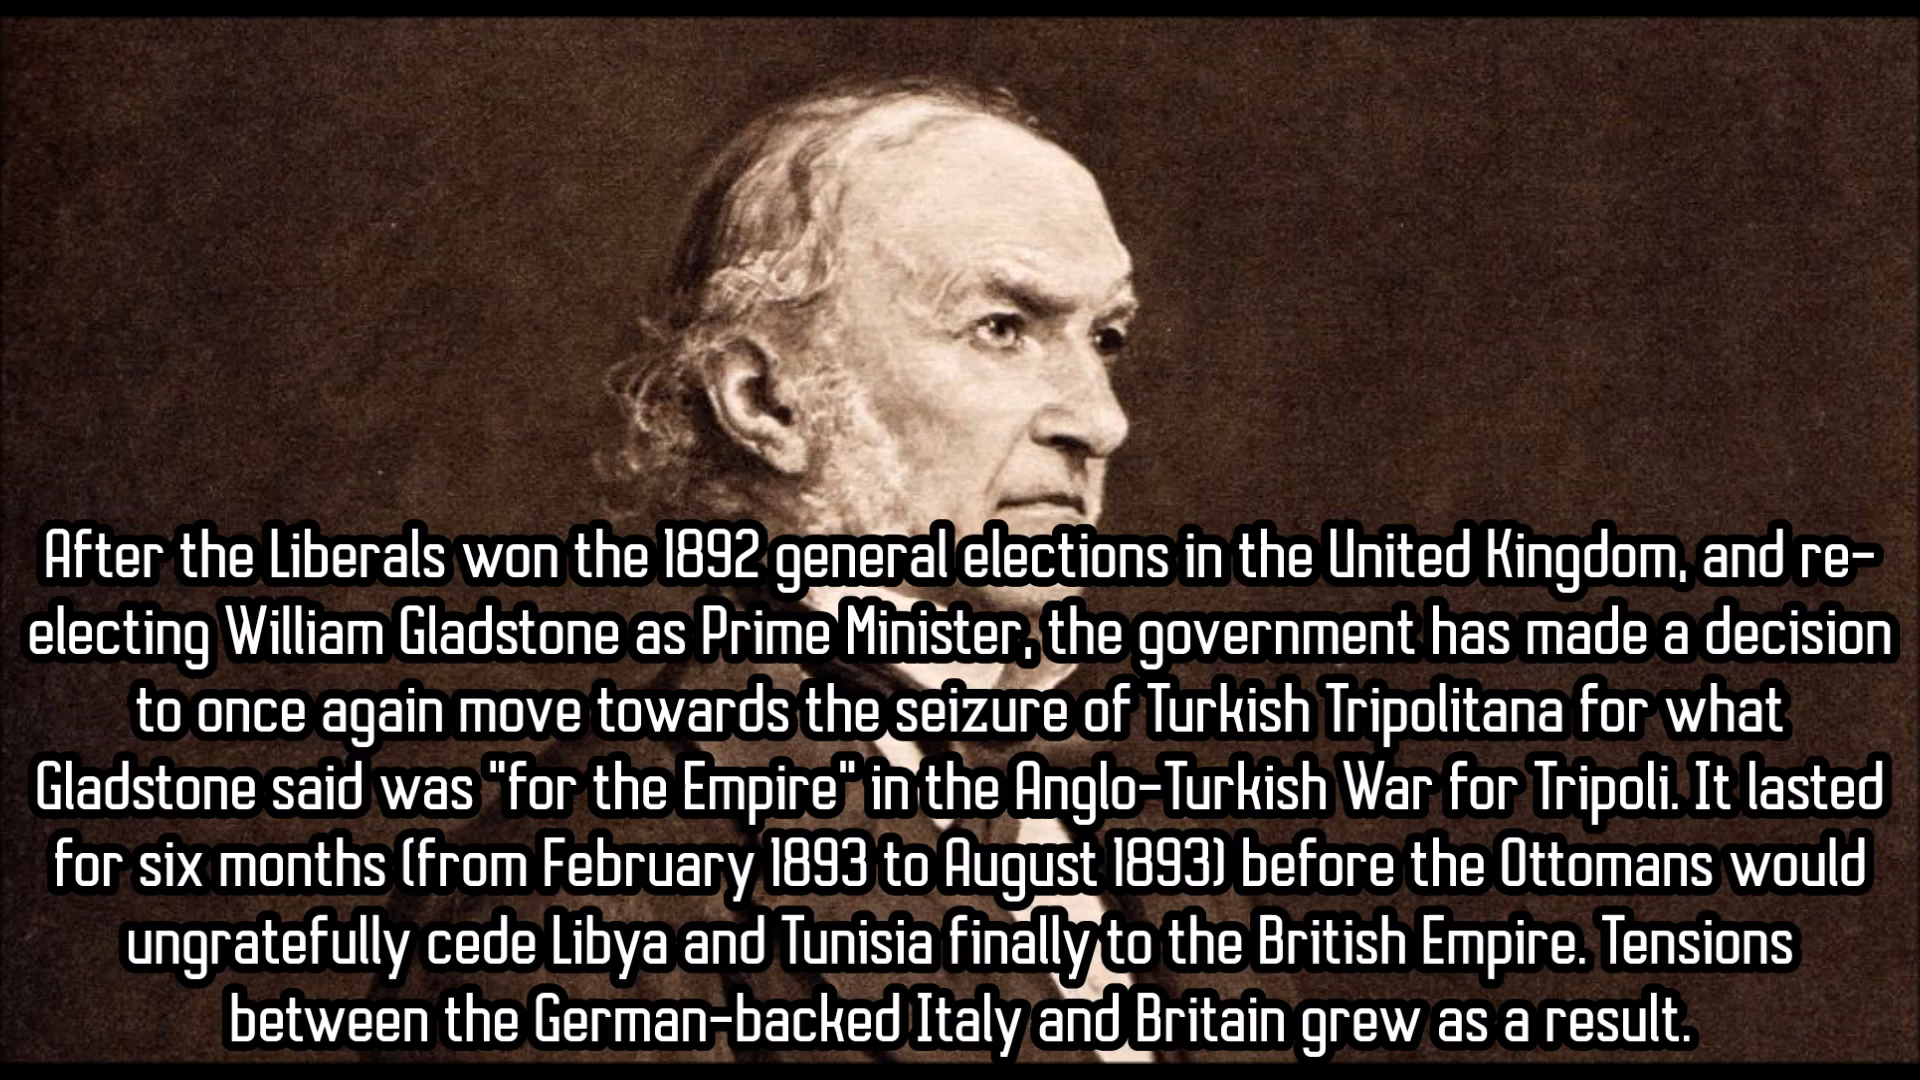 After the Liberals won the 1892 general elections in the United Kingdom, and re-
electing William Gladstone as Prime Minister, the government has made a decision
to once again move towards the seizure of Turkish Tripolitana for what
Gladstone said was "for the Empire" in the Anglo-Turkish War for Tripoli. It lasted
for six months (from February 1893 to August 1893) before the Ottomans would
ungratefully cede Libya and Tunisia finally to the British Empire. Tensions
between the German-backed Italy and Britain grew as a result.